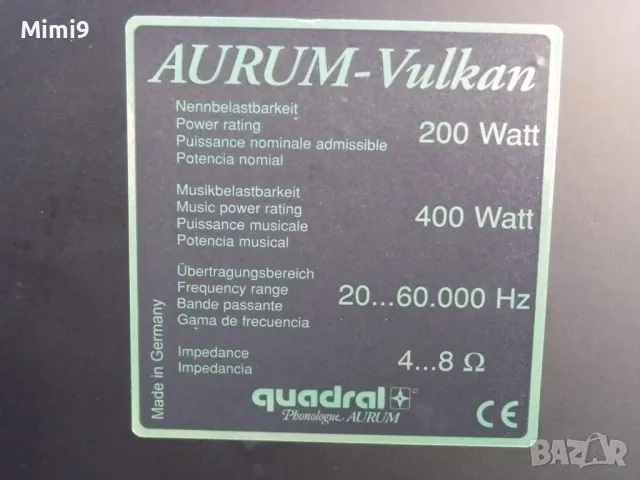 Mimi9
AURUM-Vulkan
Nennbelastbarkeit
Power rating
Puissance nominale admissible
Potencia nomial
200 Watt
Musikbelastbarkeit
Music power rating
Puissance musicale
Potencia musical
400 Watt
Übertragungsbereich
Frequency range
Bande passante
Gama de frecuencia
20...60.000 Hz
Impedance
Impedancia
4...8 Ω
Made in Germany
quadral
Phonologue AURUM
CE
BAZAR